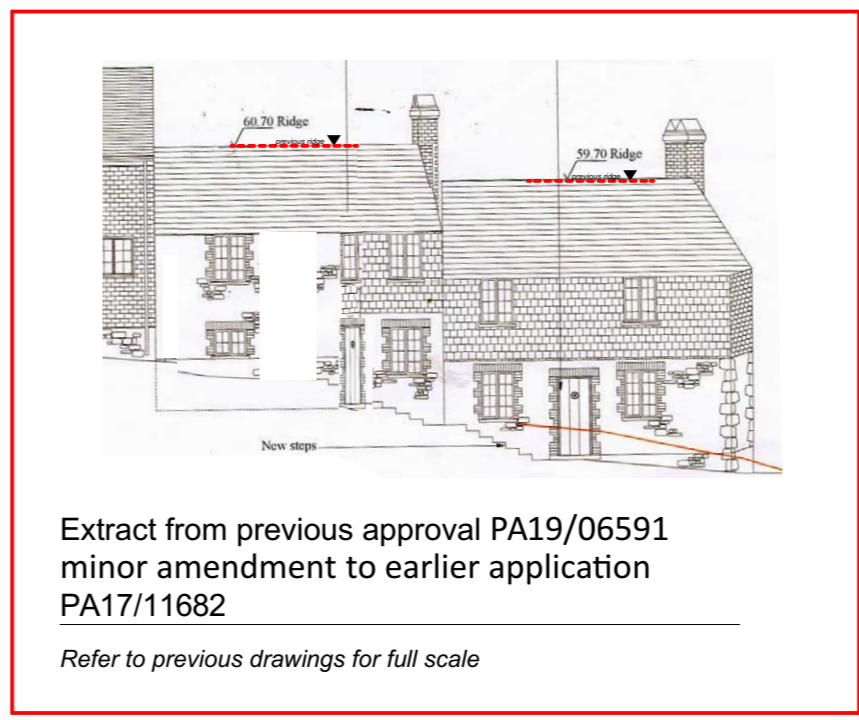 60.70 Ridge
previous ridge
59.70 Ridge
previous ridge
New steps
Extract from previous approval PA19/06591
minor amendment to earlier application
PA17/11682
Refer to previous drawings for full scale